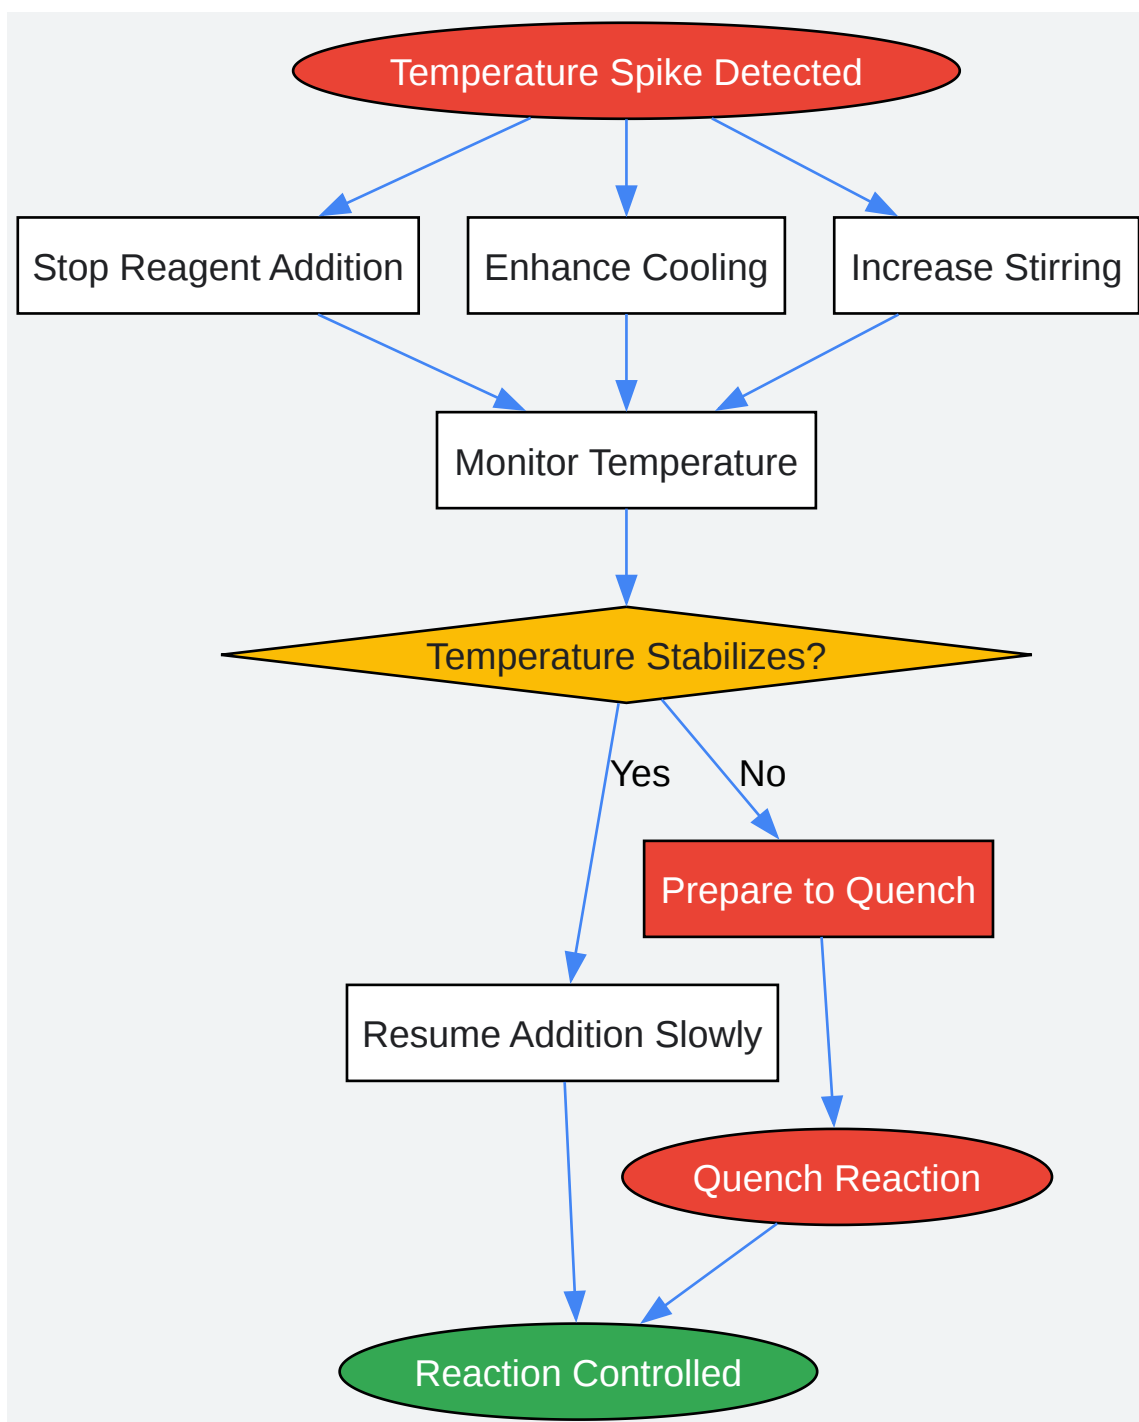 Temperature Spike Detected
Stop Reagent Addition
Enhance Cooling
Increase Stirring
Monitor Temperature
Temperature Stabilizes?
Yes
No
Prepare to Quench
Resume Addition Slowly
Quench Reaction
Reaction Controlled